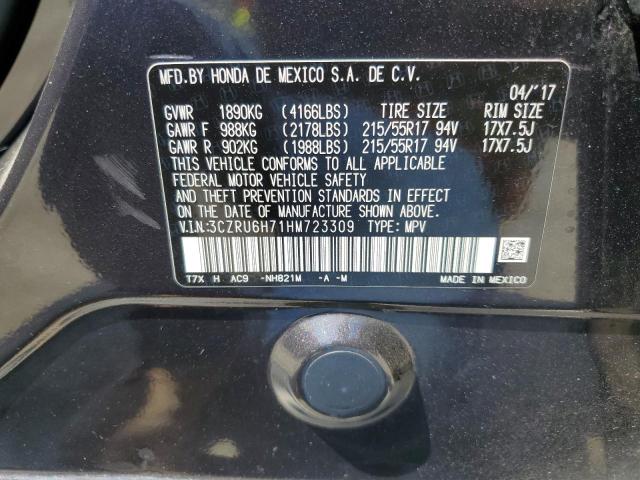 MFD.BY HONDA DE MEXICO S.A. DE C.V.
04/'17
GVWR 1890KG (4166LBS) TIRE SIZE RIM SIZE
GAWR F 988KG (2178LBS) 215/55R17 94V 17X7.5J
GAWR R 902KG (1988LBS) 215/55R17 94V 17X7.5J
THIS VEHICLE CONFORMS TO ALL APPLICABLE
FEDERAL MOTOR VEHICLE SAFETY
AND THEFT PREVENTION STANDARDS IN EFFECT
ON THE DATE OF MANUFACTURE SHOWN ABOVE.
V.I.N:3CZRU6H71HM723309 TYPE: MPV
T7X H AC9 -NH821M -A -M MADE IN MEXICO